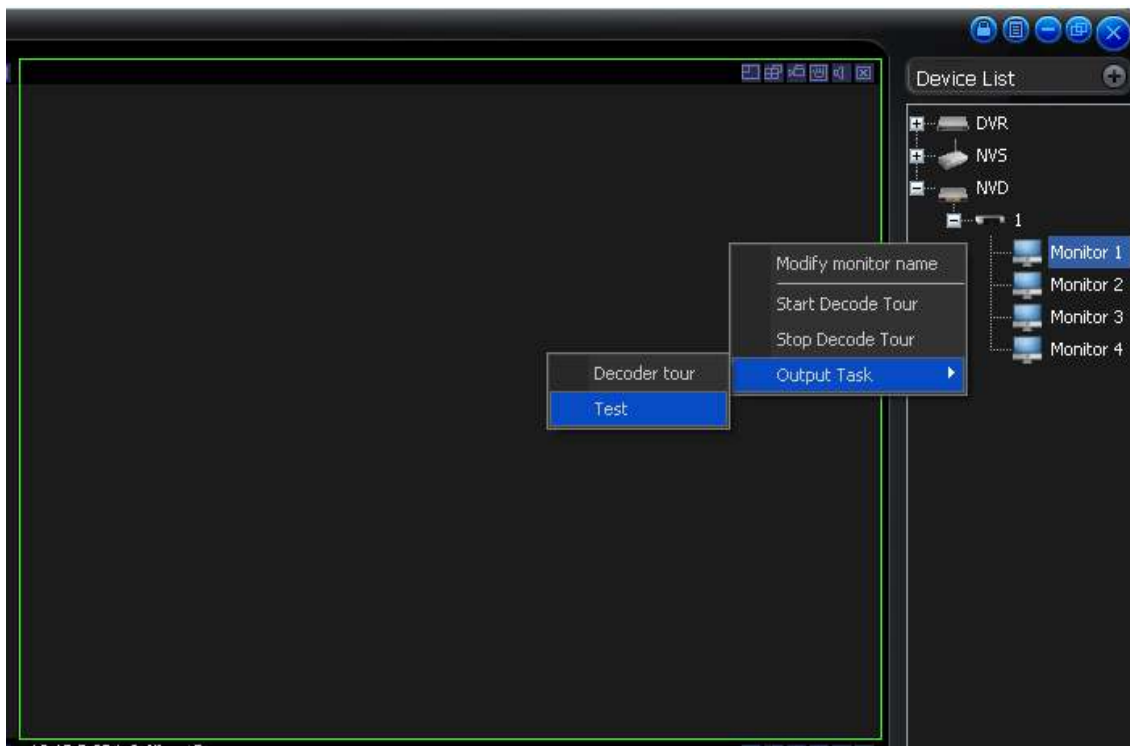 Device List
DVR
NVS
NVD
1
Monitor 1
Monitor 2
Monitor 3
Monitor 4
Modify monitor name
Start Decode Tour
Stop Decode Tour
Output Task
Decoder tour
Test